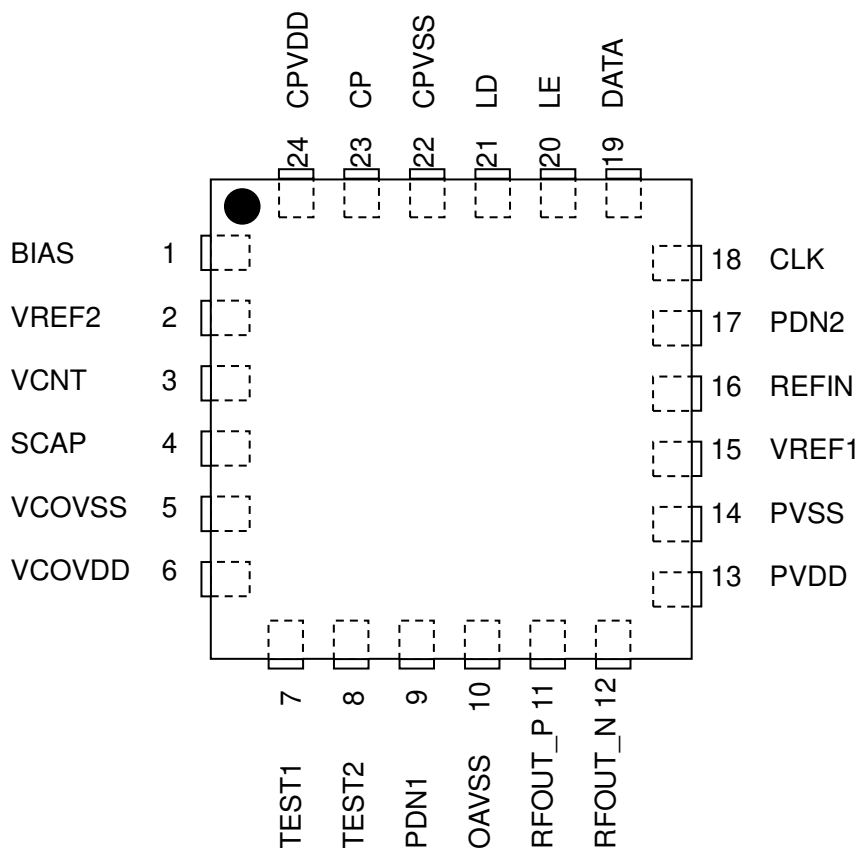 CPVDD
CP
CPVSS
LD
LE
DATA
24
23
22
21
20
19
BIAS 1
VREF2 2
VCNT 3
SCAP 4
VCOVSS 5
VCOVDD 6
18 CLK
17 PDN2
16 REFIN
15 VREF1
14 PVSS
13 PVDD
7
8
9
10
11
12
TEST1
TEST2
PDN1
OAVSS
RFOUT_P
RFOUT_N